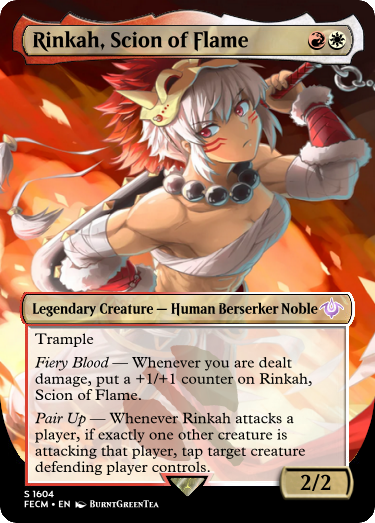 Rinkah, Scion of Flame
Legendary Creature — Human Berserker Noble
Trample
Fiery Blood — Whenever you are dealt
damage, put a +1/+1 counter on Rinkah,
Scion of Flame.
Pair Up — Whenever Rinkah attacks a
player, if exactly one other creature is
attacking that player, tap target creature
defending player controls.
2/2
S 1604
FECM • EN BurntGreenTea